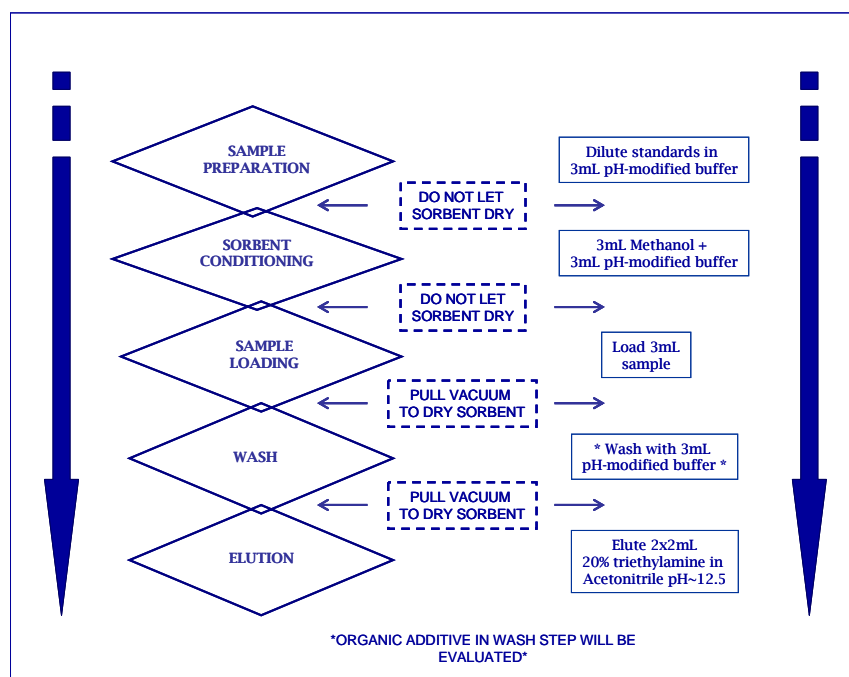 SAMPLE
PREPARATION
Dilute standards in
3mL pH-modified buffer
DO NOT LET
SORBENT DRY
SORBENT
CONDITIONING
3mL Methanol +
3mL pH-modified buffer
DO NOT LET
SORBENT DRY
SAMPLE
LOADING
Load 3mL
sample
PULL VACUUM
TO DRY SORBENT
WASH
* Wash with 3mL
pH-modified buffer *
PULL VACUUM
TO DRY SORBENT
ELUTION
Elute 2x2mL
20% triethylamine in
Acetonitrile pH~12.5
*ORGANIC ADDITIVE IN WASH STEP WILL BE
EVALUATED*